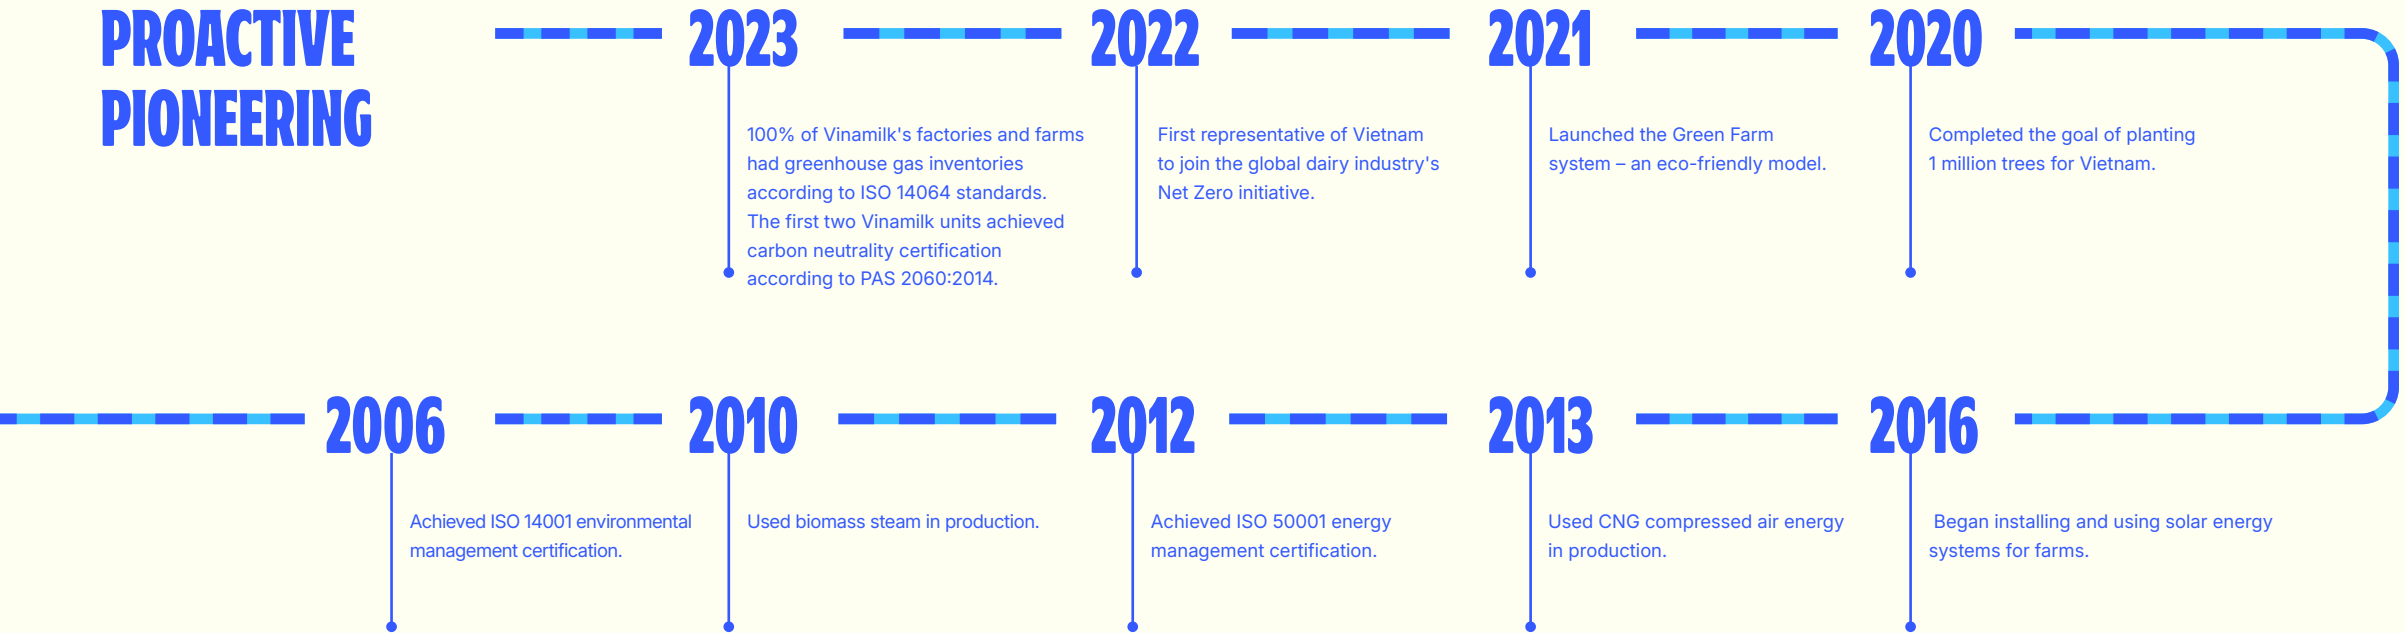 PROACTIVE
PIONEERING
2023
100% of Vinamilk's factories and farms
had greenhouse gas inventories
according to ISO 14064 standards.
The first two Vinamilk units achieved
carbon neutrality certification
according to PAS 2060:2014.
2022
First representative of Vietnam
to join the global dairy industry's
Net Zero initiative.
2021
Launched the Green Farm
system – an eco-friendly model.
2020
Completed the goal of planting
1 million trees for Vietnam.
2006
Achieved ISO 14001 environmental
management certification.
2010
Used biomass steam in production.
2012
Achieved ISO 50001 energy
management certification.
2013
Used CNG compressed air energy
in production.
2016
Began installing and using solar energy
systems for farms.